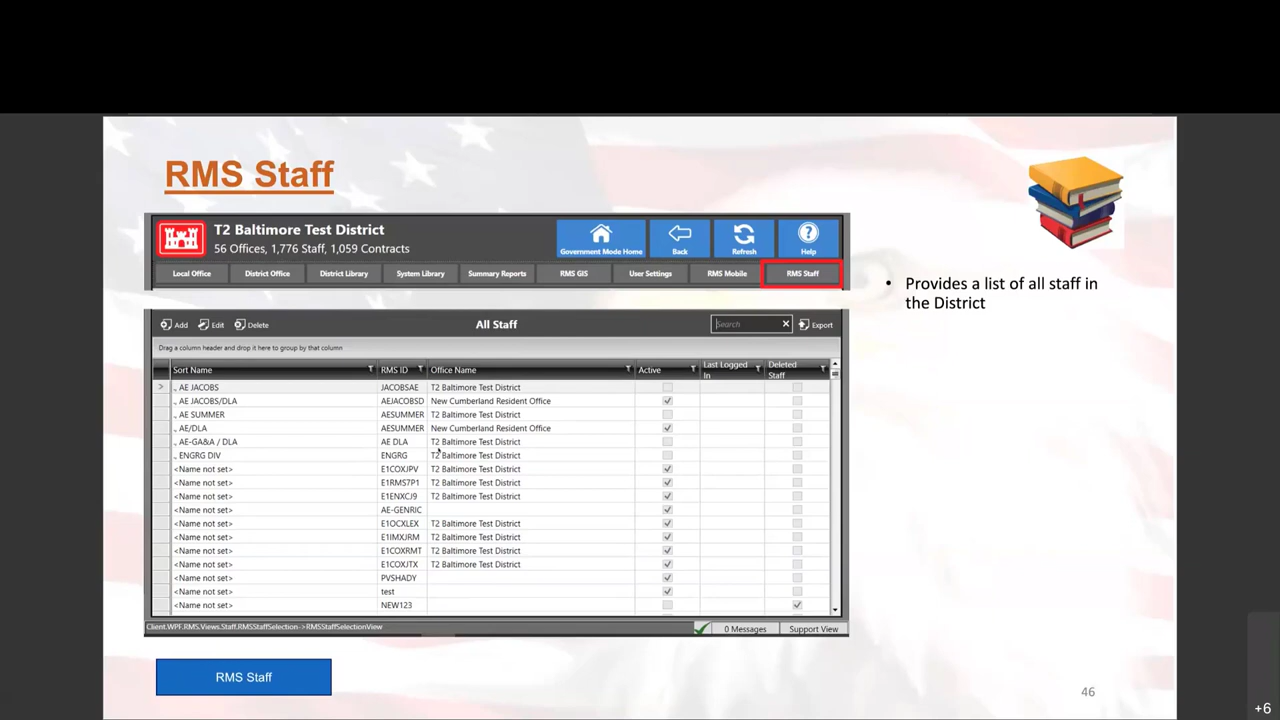 RMS Staff
T2 Baltimore Test District
56 Offices, 1,776 Staff, 1,059 Contracts
Government Mode Home Back Refresh Help
Local Office District Office District Library System Library Summary Reports RMS GIS User Settings RMS Mobile RMS Staff
Provides a list of all staff in
the District
Add Edit Delete All Staff Search Export
Drag a column header and drop it here to group by that column
Sort Name RMS ID Office Name Active Last Logged In Deleted Staff
., AE JACOBS JACOBSAE T2 Baltimore Test District
., AE JACOBS/DLA AEJACOBSD New Cumberland Resident Office
., AE SUMMER AESUMMER T2 Baltimore Test District
., AE/DLA AESUMMER New Cumberland Resident Office
., AE-GA&A / DLA AE DLA T2 Baltimore Test District
., ENGRG DIV ENGRG T2 Baltimore Test District
<Name not set> E1COXJPV T2 Baltimore Test District
<Name not set> E1RMS7P1 T2 Baltimore Test District
<Name not set> E1ENXCJ9 T2 Baltimore Test District
<Name not set> AE-GENRIC
<Name not set> E1OCXLEX T2 Baltimore Test District
<Name not set> E1IMXJRM T2 Baltimore Test District
<Name not set> E1COXRMT T2 Baltimore Test District
<Name not set> E1COXJTX T2 Baltimore Test District
<Name not set> PVSHADY
<Name not set> test
<Name not set> NEW123
Client.WPF.RMS.Views.Staff.RMSStaffSelection->RMSStaffSelectionView 0 Messages Support View
RMS Staff
46
+6